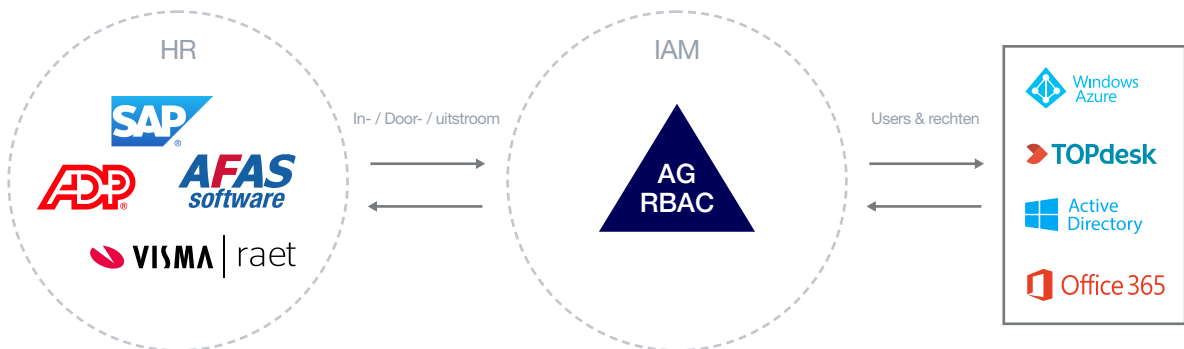 HR
SAP
®
ADP
®
AFAS
software
VISMA raet
In- / Door- / uitstroom
IAM
AG
RBAC
Users & rechten
Windows
Azure
TOPdesk
Active
Directory
Office 365